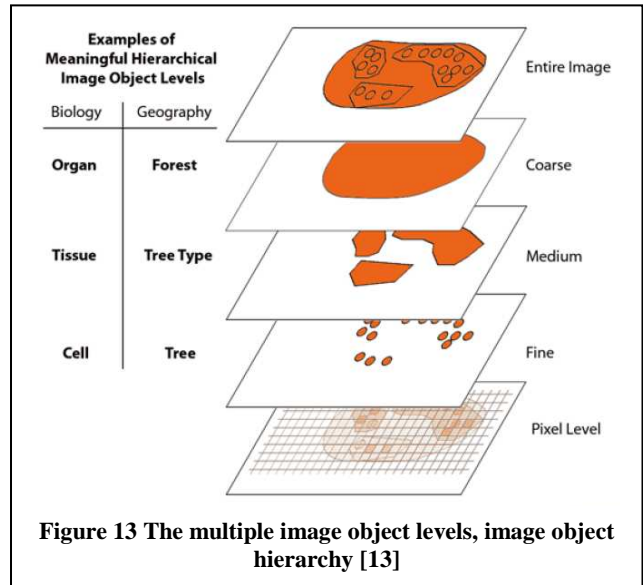 Examples of
Meaningful Hierarchical
Image Object Levels
Biology Geography
Organ Forest
Tissue Tree Type
Cell Tree
Entire Image
Coarse
Medium
Fine
Pixel Level
Figure 13 The multiple image object levels, image object
hierarchy [13]